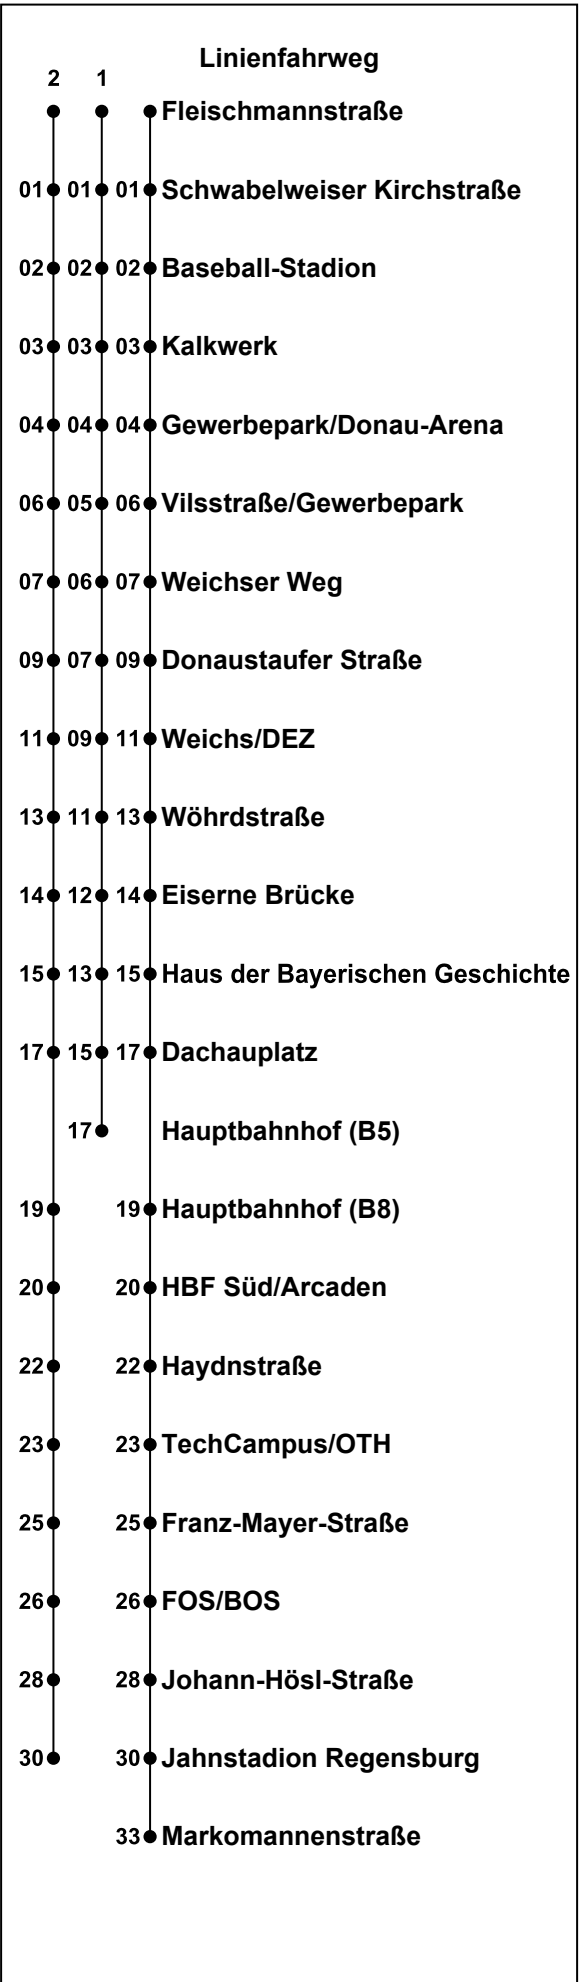 Linienfahrweg
2 1
Fleischmannstraße
01 01 01 Schwabelweiser Kirchstraße
02 02 02 Baseball-Stadion
03 03 03 Kalkwerk
04 04 04 Gewerbepark/Donau-Arena
06 05 06 Vilsstraße/Gewerbepark
07 06 07 Weichser Weg
09 07 09 Donaustaufer Straße
11 09 11 Weichs/DEZ
13 11 13 Wöhrdstraße
14 12 14 Eiserne Brücke
15 13 15 Haus der Bayerischen Geschichte
17 15 17 Dachauplatz
17 Hauptbahnhof (B5)
19 19 Hauptbahnhof (B8)
20 20 HBF Süd/Arcaden
22 22 Haydnstraße
23 23 TechCampus/OTH
25 25 Franz-Mayer-Straße
26 26 FOS/BOS
28 28 Johann-Hösl-Straße
30 30 Jahnstadion Regensburg
33 Markomannenstraße